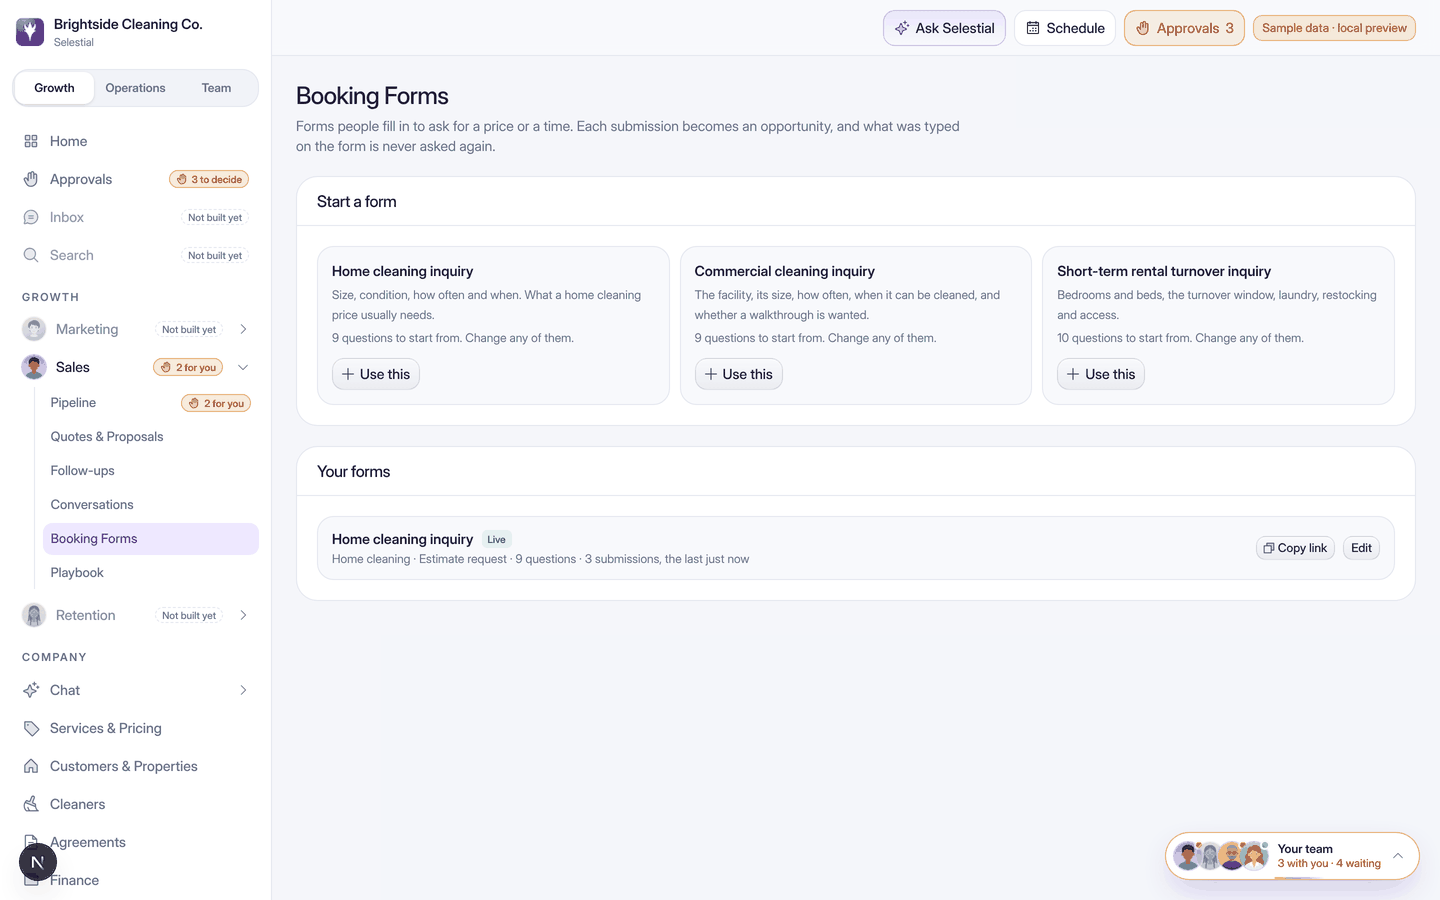 Brightside Cleaning Co.
Selestial
Growth
Operations
Team
Home
Approvals
3 to decide
Inbox
Not built yet
Search
Not built yet
GROWTH
Marketing
Not built yet
Sales
2 for you
Pipeline
2 for you
Quotes & Proposals
Follow-ups
Conversations
Booking Forms
Playbook
Retention
Not built yet
COMPANY
Chat
Services & Pricing
Customers & Properties
Cleaners
Agreements
Finance
N
Ask Selestial
Schedule
Approvals 3
Sample data · local preview
Booking Forms
Forms people fill in to ask for a price or a time. Each submission becomes an opportunity, and what was typed
on the form is never asked again.
Start a form
Home cleaning inquiry
Size, condition, how often and when. What a home cleaning
price usually needs.
9 questions to start from. Change any of them.
Use this
Commercial cleaning inquiry
The facility, its size, how often, when it can be cleaned, and
whether a walkthrough is wanted.
9 questions to start from. Change any of them.
Use this
Short-term rental turnover inquiry
Bedrooms and beds, the turnover window, laundry, restocking
and access.
10 questions to start from. Change any of them.
Use this
Your forms
Home cleaning inquiry
Live
Home cleaning · Estimate request · 9 questions · 3 submissions, the last just now
Copy link
Edit
Your team
3 with you · 4 waiting